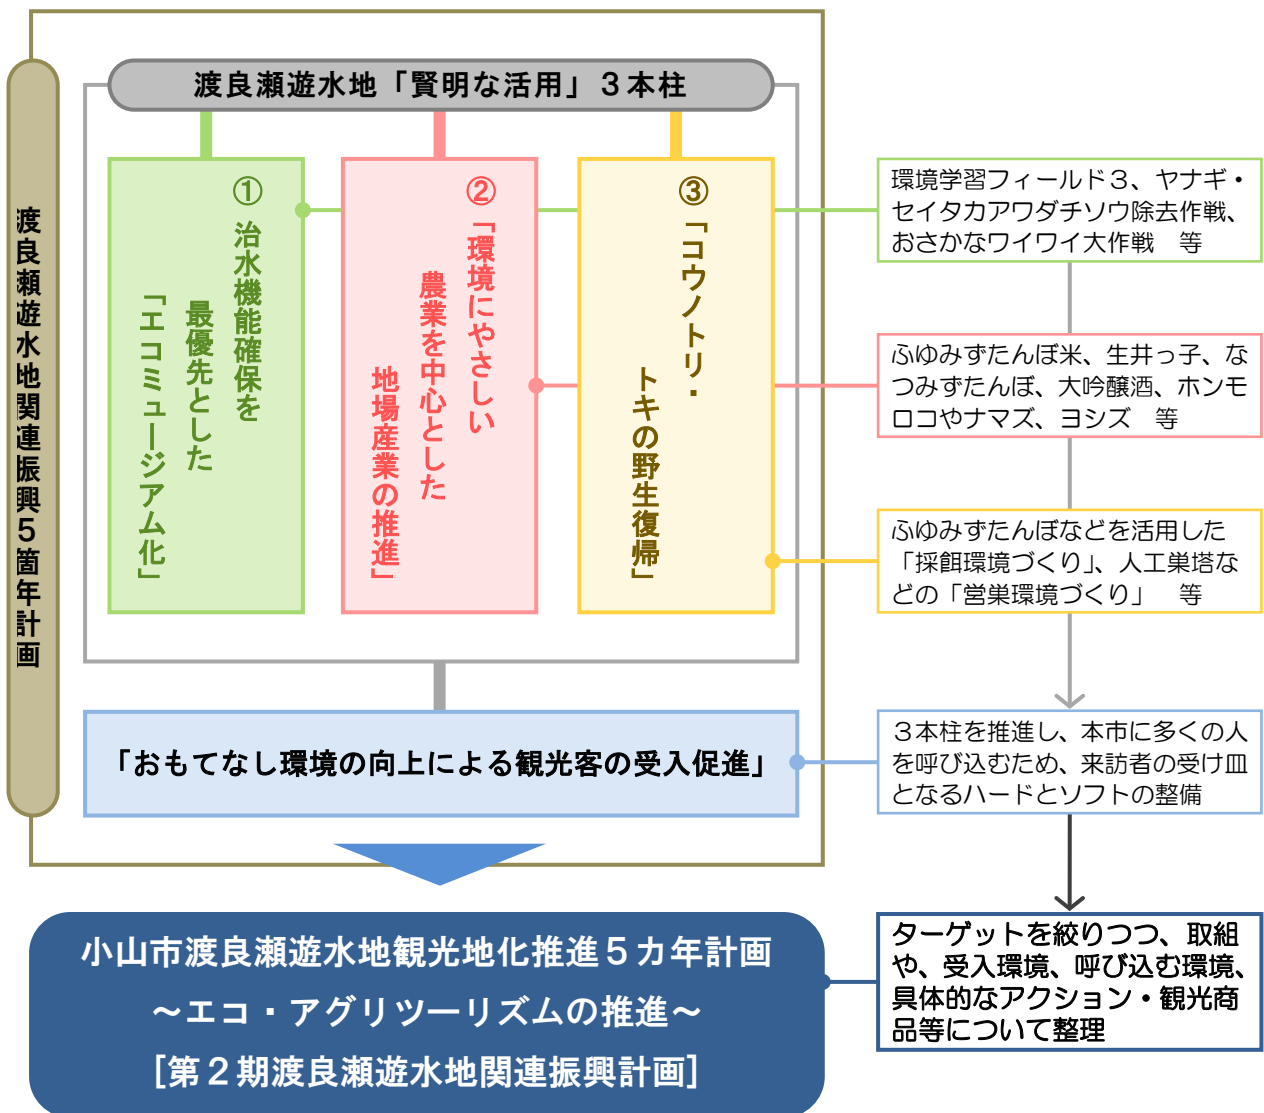 渡良瀬遊水地関連振興５箇年計画
渡良瀬遊水地「賢明な活用」３本柱
① 治水機能確保を
最優先とした
「エコミュージアム化」
② 「環境にやさしい
農業を中心とした
地場産業の推進」
③ 「コウノトリ・
トキの野生復帰」
環境学習フィールド３、ヤナギ・
セイタカアワダチソウ除去作戦、
おさかなワイワイ大作戦　等
ふゆみずたんぼ米、生井っ子、な
つみずたんぼ、大吟醸酒、ホンモ
ロコやナマズ、ヨシズ　等
ふゆみずたんぼなどを活用した
「採餌環境づくり」、人工巣塔な
どの「営巣環境づくり」　等
「おもてなし環境の向上による観光客の受入促進」
３本柱を推進し、本市に多くの人
を呼び込むため、来訪者の受け皿
となるハードとソフトの整備
小山市渡良瀬遊水地観光地化推進５カ年計画
～エコ・アグリツーリズムの推進～
［第２期渡良瀬遊水地関連振興計画］
ターゲットを絞りつつ、取組
や、受入環境、呼び込む環境、
具体的なアクション・観光商
品等について整理